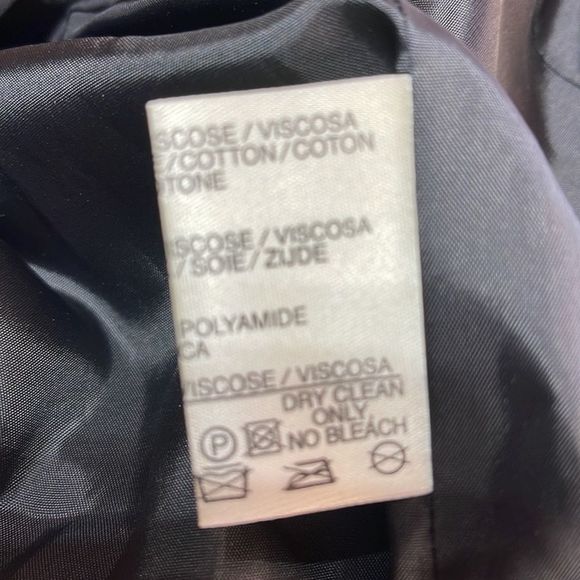 SCOSE / VISCOSA
E / COTTON / COTON
TONE
SCOSE / VISCOSA
/ SOIE / ZIJDE
POLYAMIDE
CA
VISCOSE / VISCOSA
DRY CLEAN
ONLY
P NO BLEACH